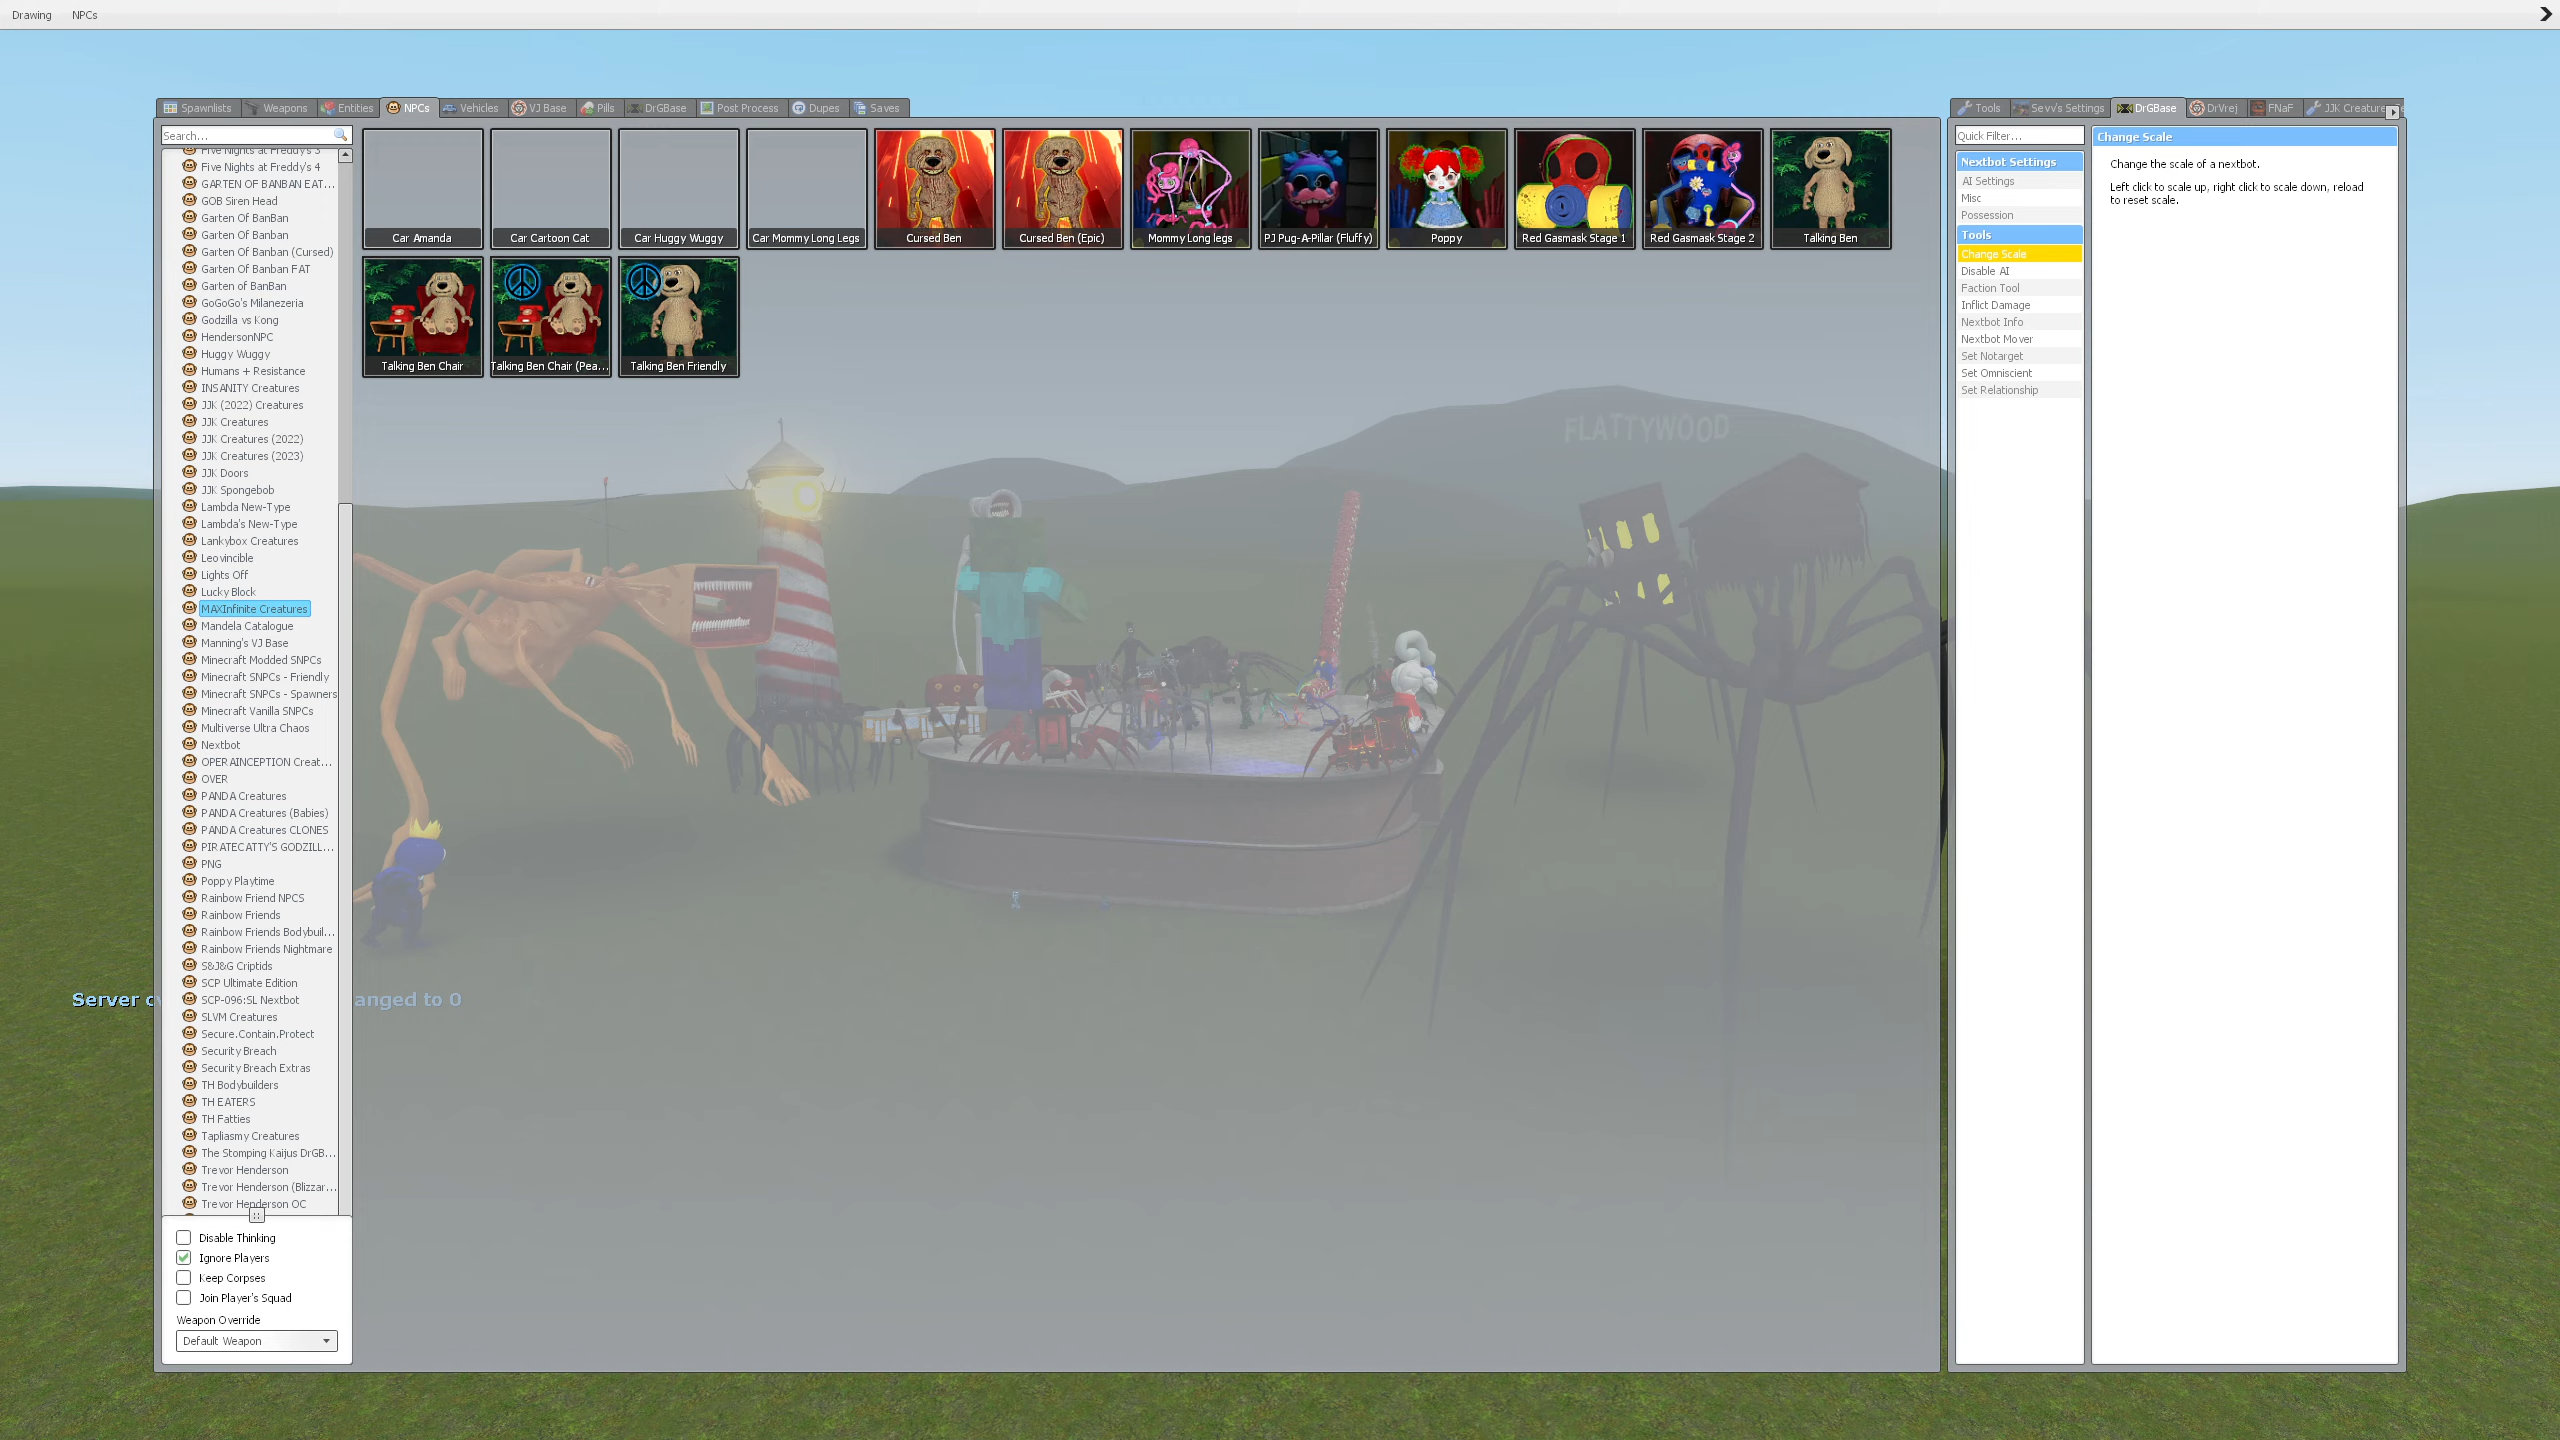 Drawing NPCs
Spawnlists Weapons Entities NPCs Vehicles VJ Base Pills DrGBase Post Process Dupes Saves
Search...
Five Nights at Freddy's 3
Five Nights at Freddy's 4
GARTEN OF BANBAN EAT...
GOB Siren Head
Garten Of BanBan
Garten Of Banban
Garten Of Banban (Cursed)
Garten Of Banban FAT
Garten of BanBan
GoGoGo's Milanezeria
Godzilla vs Kong
HendersonNPC
Huggy Wuggy
Humans + Resistance
INSANITY Creatures
JJK (2022) Creatures
JJK Creatures
JJK Creatures (2022)
JJK Creatures (2023)
JJK Doors
JJK Spongebob
Lambda New-Type
Lambda's New-Type
Lankybox Creatures
Leovincible
Lights Off
Lucky Block
MAXInfinite Creatures
Mandela Catalogue
Manning's VJ Base
Minecraft Modded SNPCs
Minecraft SNPCs - Friendly
Minecraft SNPCs - Spawners
Minecraft Vanilla SNPCs
Multiverse Ultra Chaos
Nextbot
OPERAINCEPTION Creat...
OVER
PANDA Creatures
PANDA Creatures (Babies)
PANDA Creatures CLONES
PIRATECATTY'S GODZILL...
PNG
Poppy Playtime
Rainbow Friend NPCS
Rainbow Friends
Rainbow Friends Bodybuil...
Rainbow Friends Nightmare
S&J&G Criptids
SCP Ultimate Edition
SCP-096:SL Nextbot
SLVM Creatures
Secure.Contain.Protect
Security Breach
Security Breach Extras
TH Bodybuilders
TH EATERS
TH Fatties
Tapliasmy Creatures
The Stomping Kaijus DrGB...
Trevor Henderson
Trevor Henderson (Blizzar...
Trevor Henderson OC
Disable Thinking
Ignore Players
Keep Corpses
Join Player's Squad
Weapon Override
Default Weapon
Car Amanda Car Cartoon Cat Car Huggy Wuggy Car Mommy Long Legs Cursed Ben Cursed Ben (Epic) Mommy Long legs PJ Pug-A-Pillar (Fluffy) Poppy Red Gasmask Stage 1 Red Gasmask Stage 2 Talking Ben
Talking Ben Chair Talking Ben Chair (Pea... Talking Ben Friendly
FLATTYWOOD
Server c anged to 0
Tools Sevv's Settings DrGBase DrVrej FNaF JJK Creature
Quick Filter...
Nextbot Settings
AI Settings
Misc
Possession
Tools
Change Scale
Disable AI
Faction Tool
Inflict Damage
Nextbot Info
Nextbot Mover
Set Notarget
Set Omniscient
Set Relationship
Change Scale
Change the scale of a nextbot.
Left click to scale up, right click to scale down, reload
to reset scale.